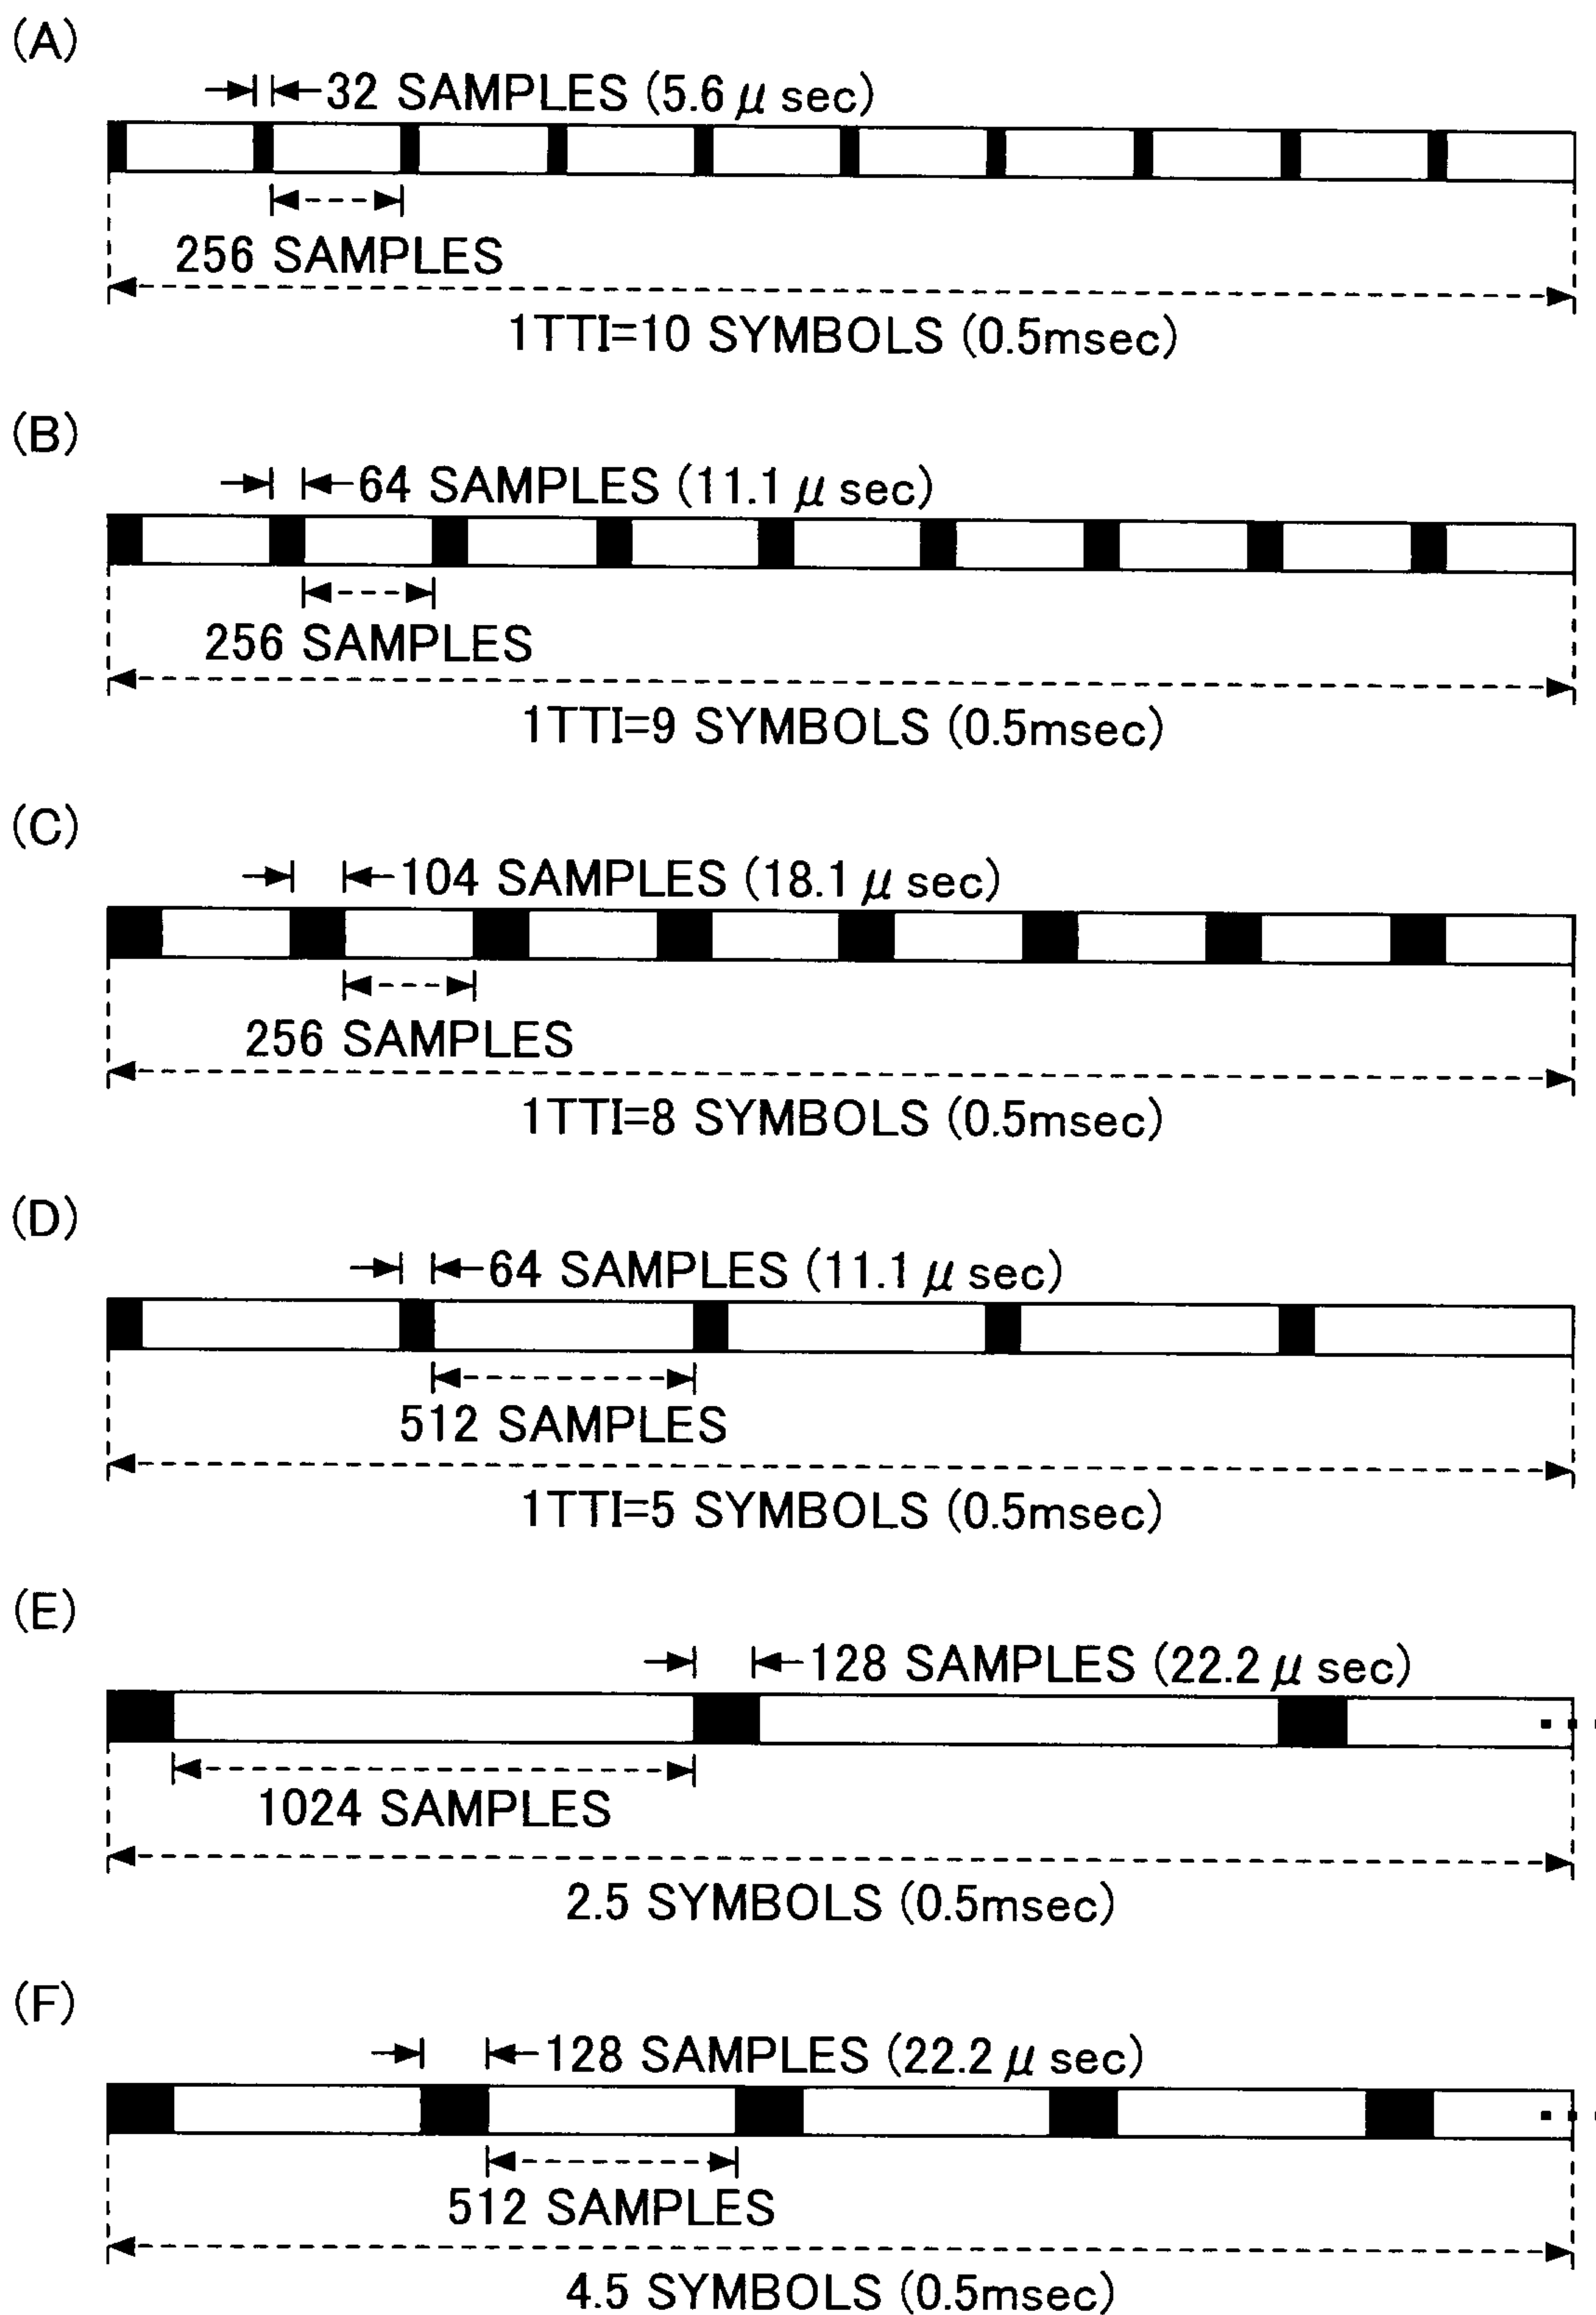 (A)
32 SAMPLES (5.6 μ sec)
256 SAMPLES
1TTI=10 SYMBOLS (0.5msec)
(B)
64 SAMPLES (11.1 μ sec)
256 SAMPLES
1TTI=9 SYMBOLS (0.5msec)
(C)
104 SAMPLES (18.1 μ sec)
256 SAMPLES
1TTI=8 SYMBOLS (0.5msec)
(D)
64 SAMPLES (11.1 μ sec)
512 SAMPLES
1TTI=5 SYMBOLS (0.5msec)
(E)
128 SAMPLES (22.2 μ sec)
1024 SAMPLES
2.5 SYMBOLS (0.5msec)
(F)
128 SAMPLES (22.2 μ sec)
512 SAMPLES
4.5 SYMBOLS (0.5msec)